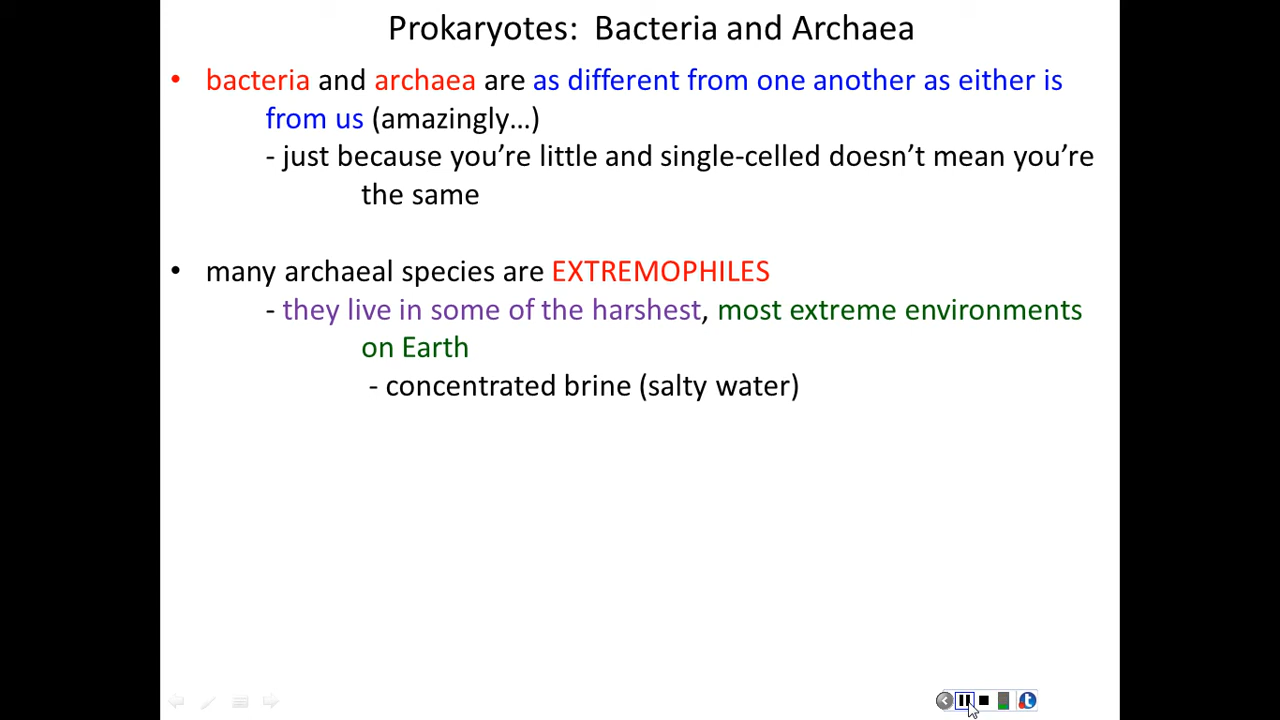 Prokaryotes: Bacteria and Archaea
• bacteria and archaea are as different from one another as either is
from us (amazingly…)
- just because you’re little and single-celled doesn’t mean you’re
the same
• many archaeal species are EXTREMOPHILES
- they live in some of the harshest, most extreme environments
on Earth
- concentrated brine (salty water)